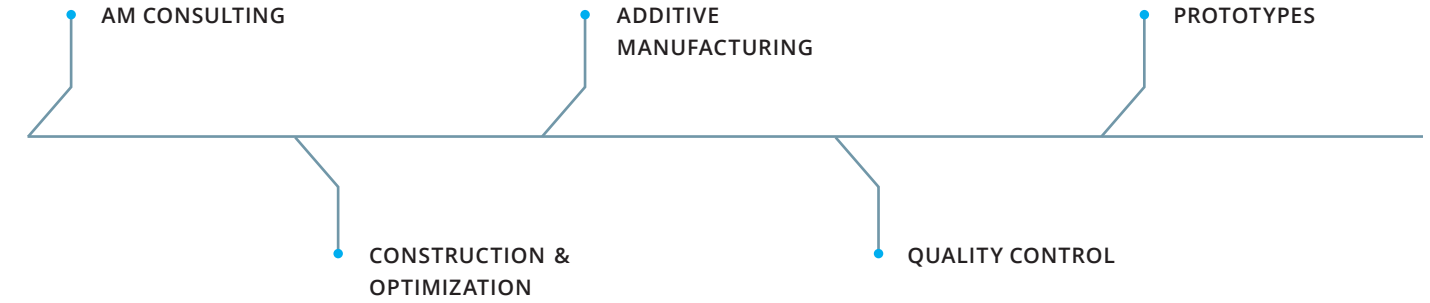 AM CONSULTING
ADDITIVE
MANUFACTURING
PROTOTYPES
CONSTRUCTION &
OPTIMIZATION
QUALITY CONTROL